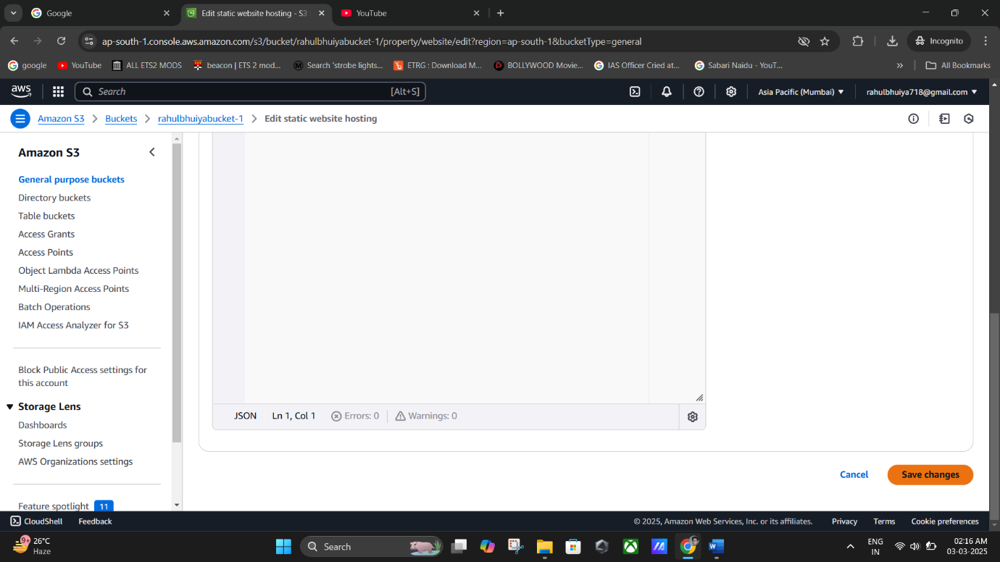 Google
Edit static website hosting - S3
YouTube
ap-south-1.console.aws.amazon.com/s3/bucket/rahulbhuiyabucket-1/property/website/edit?region=ap-south-1&bucketType=general
Incognito
google
YouTube
ALL ETS2 MODS
beacon | ETS 2 mod...
Search 'strobe lights...
ETRG : Download M...
BOLLYWOOD Movie...
IAS Officer Cried at...
Sabari Naidu - YouT...
»
All Bookmarks
aws
Search
[Alt+S]
Asia Pacific (Mumbai)
rahulbhuiya718@gmail.com
Amazon S3
Buckets
rahulbhuiyabucket-1
Edit static website hosting
Amazon S3
General purpose buckets
Directory buckets
Table buckets
Access Grants
Access Points
Object Lambda Access Points
Multi-Region Access Points
Batch Operations
IAM Access Analyzer for S3
Block Public Access settings for
this account
Storage Lens
Dashboards
Storage Lens groups
AWS Organizations settings
Feature spotlight 11
JSON Ln 1, Col 1 Errors: 0 Warnings: 0
Cancel
Save changes
CloudShell Feedback
© 2025, Amazon Web Services, Inc. or its affiliates. Privacy Terms Cookie preferences
9+
26°C
Haze
Search
ENG
IN
02:16 AM
03-03-2025